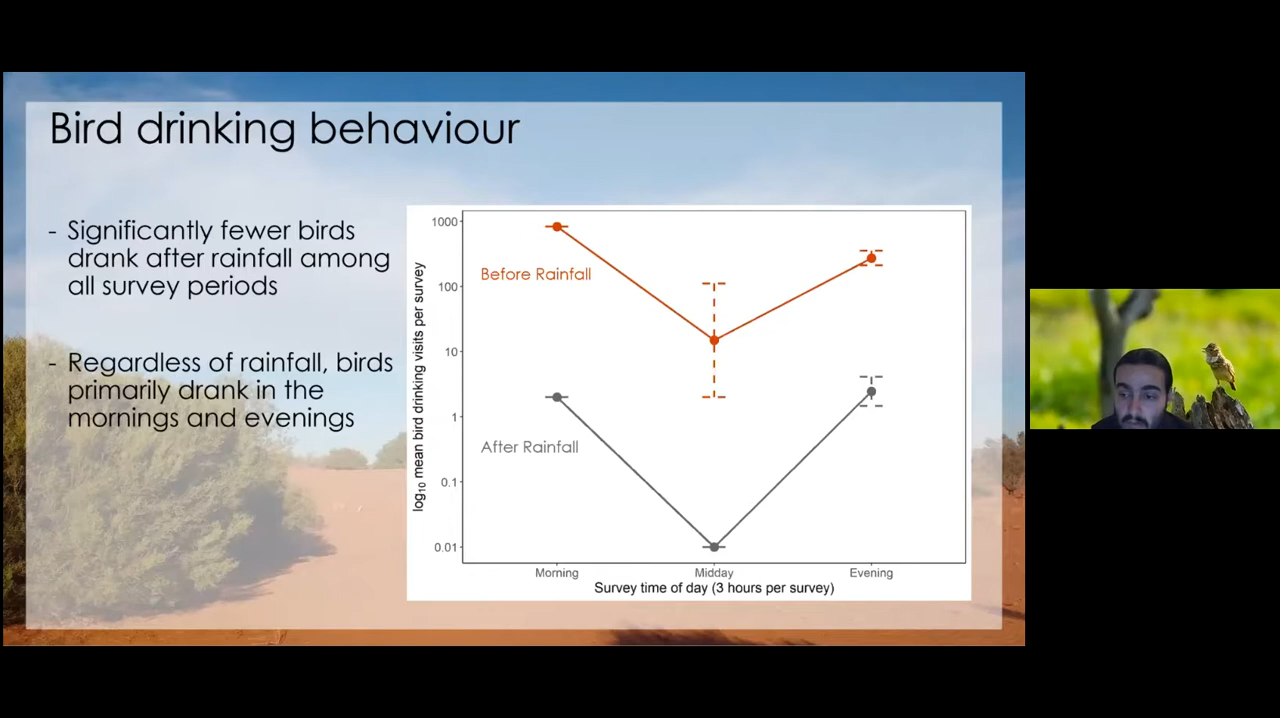 Bird drinking behaviour
- Significantly fewer birds
drank after rainfall among
all survey periods
- Regardless of rainfall, birds
primarily drank in the
mornings and evenings
log10 mean bird drinking visits per survey
1000
100
10
1
0.1
0.01
Before Rainfall
After Rainfall
Morning Midday Evening
Survey time of day (3 hours per survey)